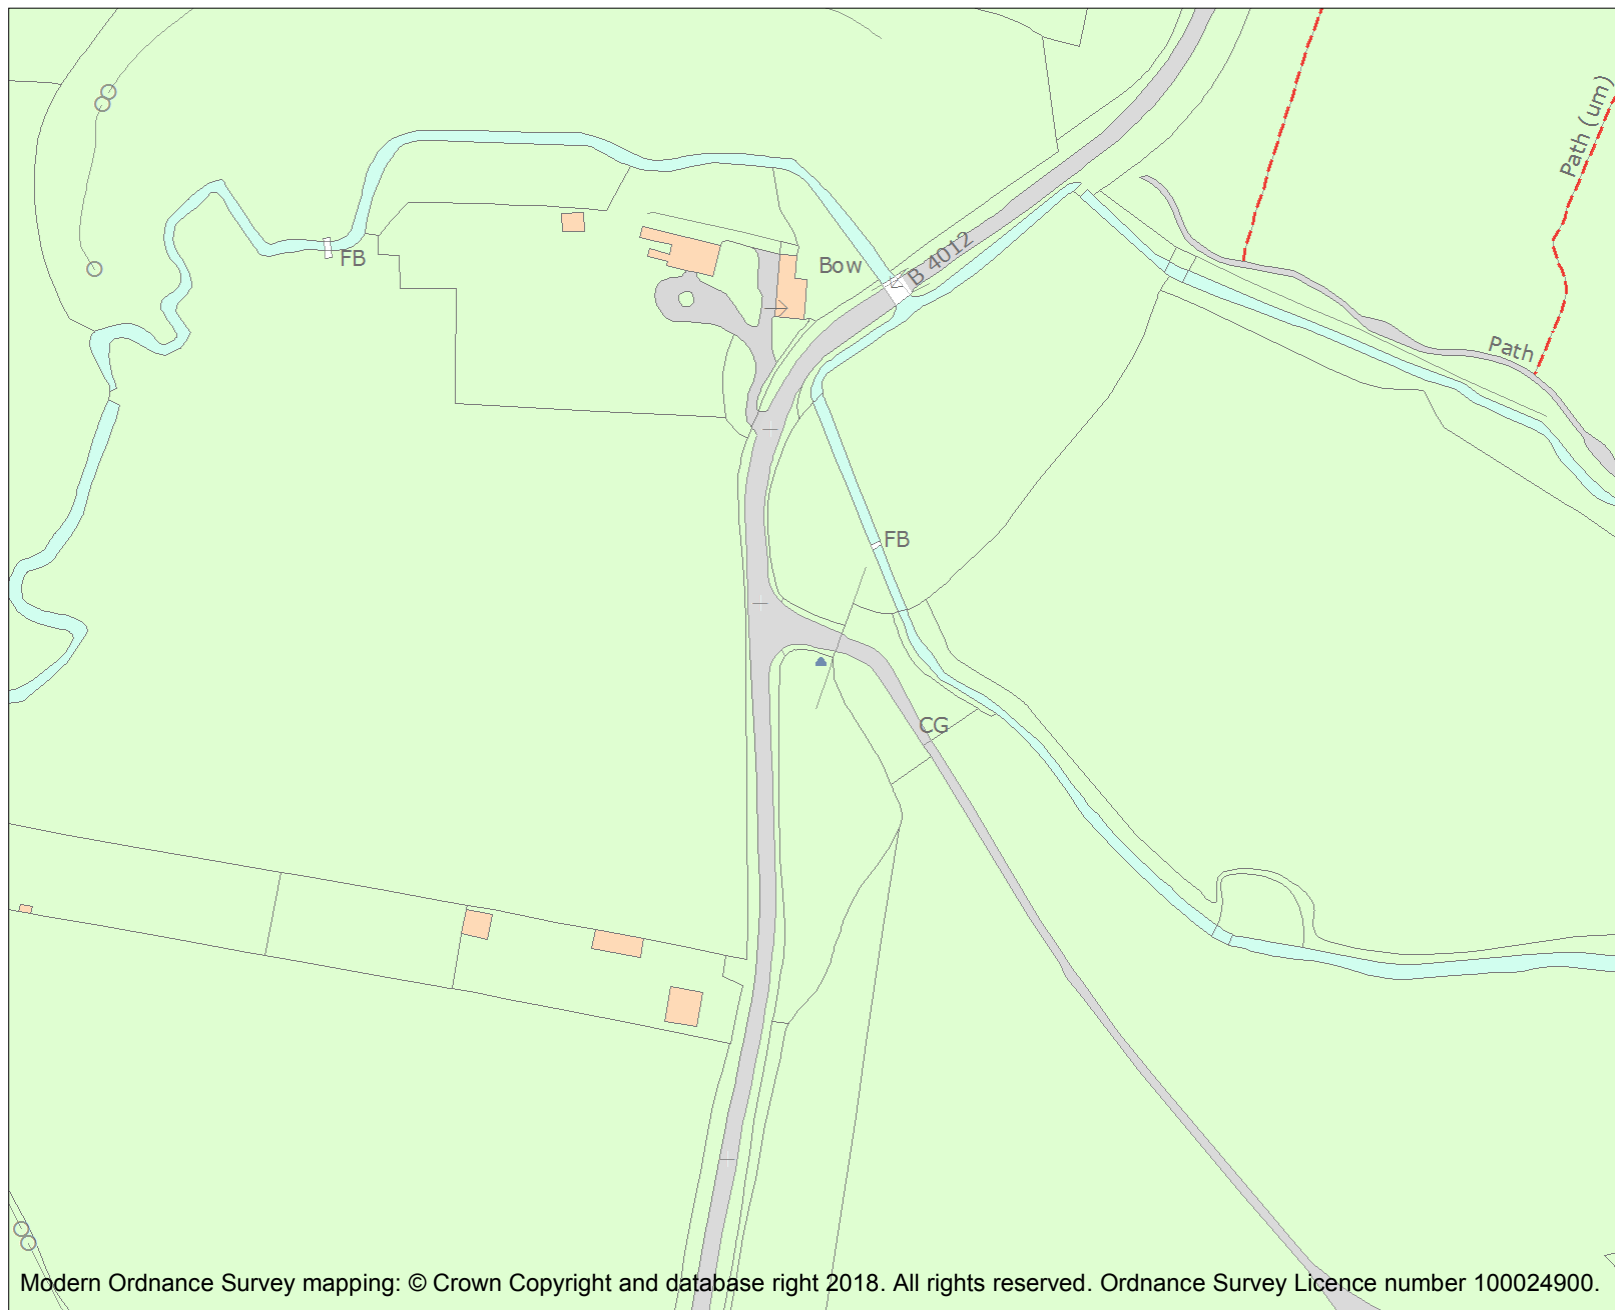 Path (um)
FB
Bow
B 4012
Path
FB
CG
Modern Ordnance Survey mapping: © Crown Copyright and database right 2018. All rights reserved. Ordnance Survey Licence number 100024900.